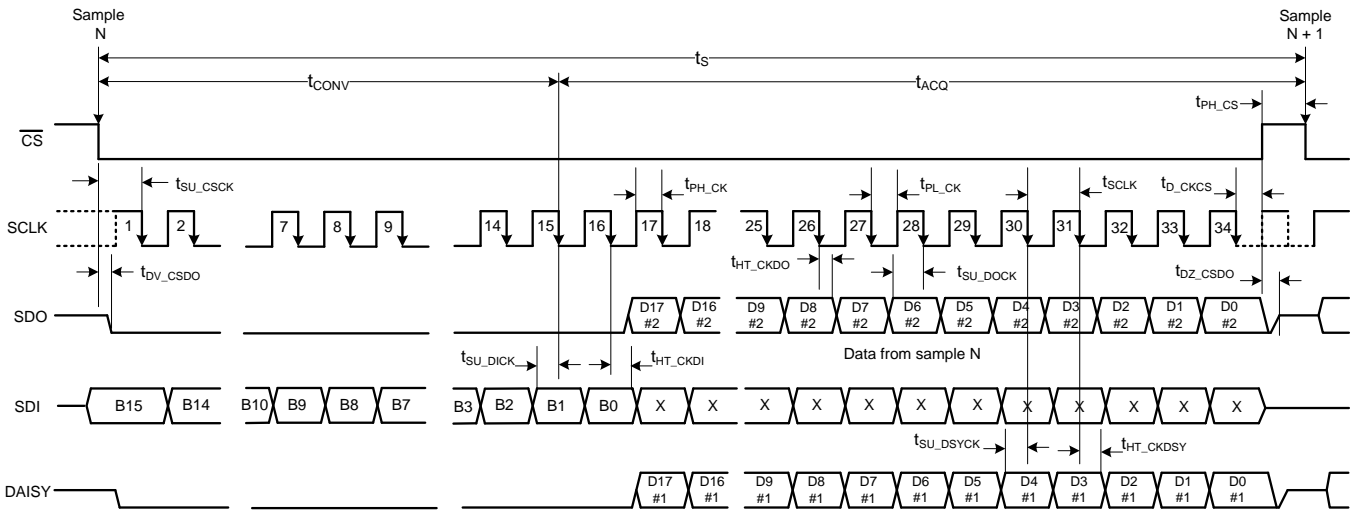 Sample
N
Sample
N + 1
tS
tCONV
tACQ
tPH_CS
CS
tSU_CSCK
tPH_CK
tPL_CK
tSCLK
tD_CKCS
SCLK
1 2 7 8 9 14 15 16 17 18 25 26 27 28 29 30 31 32 33 34
tDV_CSDO
tHT_CKDO
tSU_DOCK
tDZ_CSDO
SDO
D17 D16 D9 D8 D7 D6 D5 D4 D3 D2 D1 D0
#2 #2 #2 #2 #2 #2 #2 #2 #2 #2 #2 #2
tSU_DICK
tHT_CKDI
Data from sample N
SDI
B15 B14 B10 B9 B8 B7 B3 B2 B1 B0 X X X X X X X X X X X X
tSU_DSYCK
tHT_CKDSY
DAISY
D17 D16 D9 D8 D7 D6 D5 D4 D3 D2 D1 D0
#1 #1 #1 #1 #1 #1 #1 #1 #1 #1 #1 #1